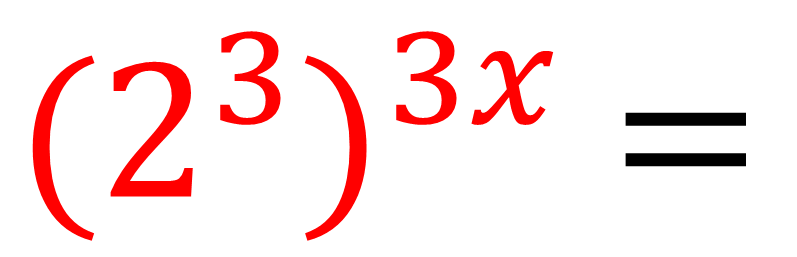 (2³)³ˣ =